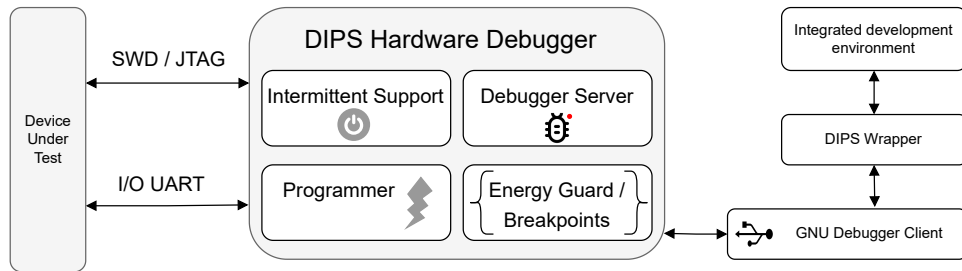 Device
Under
Test
SWD / JTAG
I/O UART
DIPS Hardware Debugger
Intermittent Support
Debugger Server
Programmer
Energy Guard /
Breakpoints
Integrated development
environment
DIPS Wrapper
GNU Debugger Client